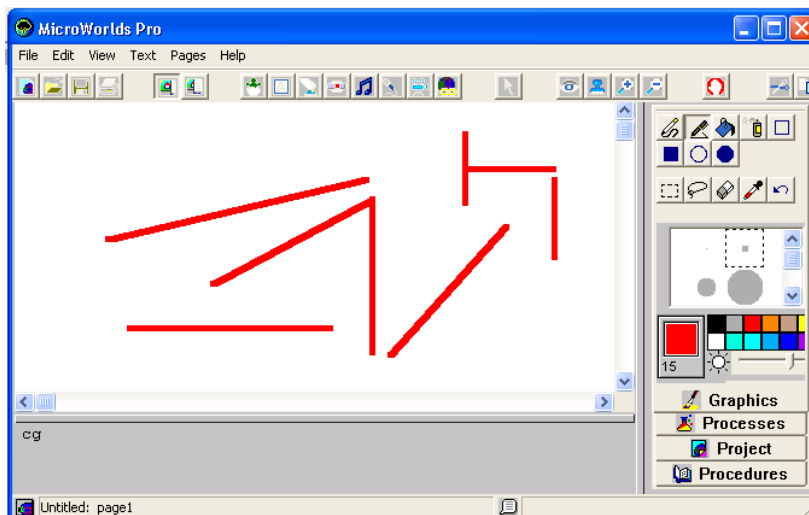 MicroWorlds Pro
File Edit View Text Pages Help
15
Graphics
Processes
Project
Procedures
cg
Untitled: page1